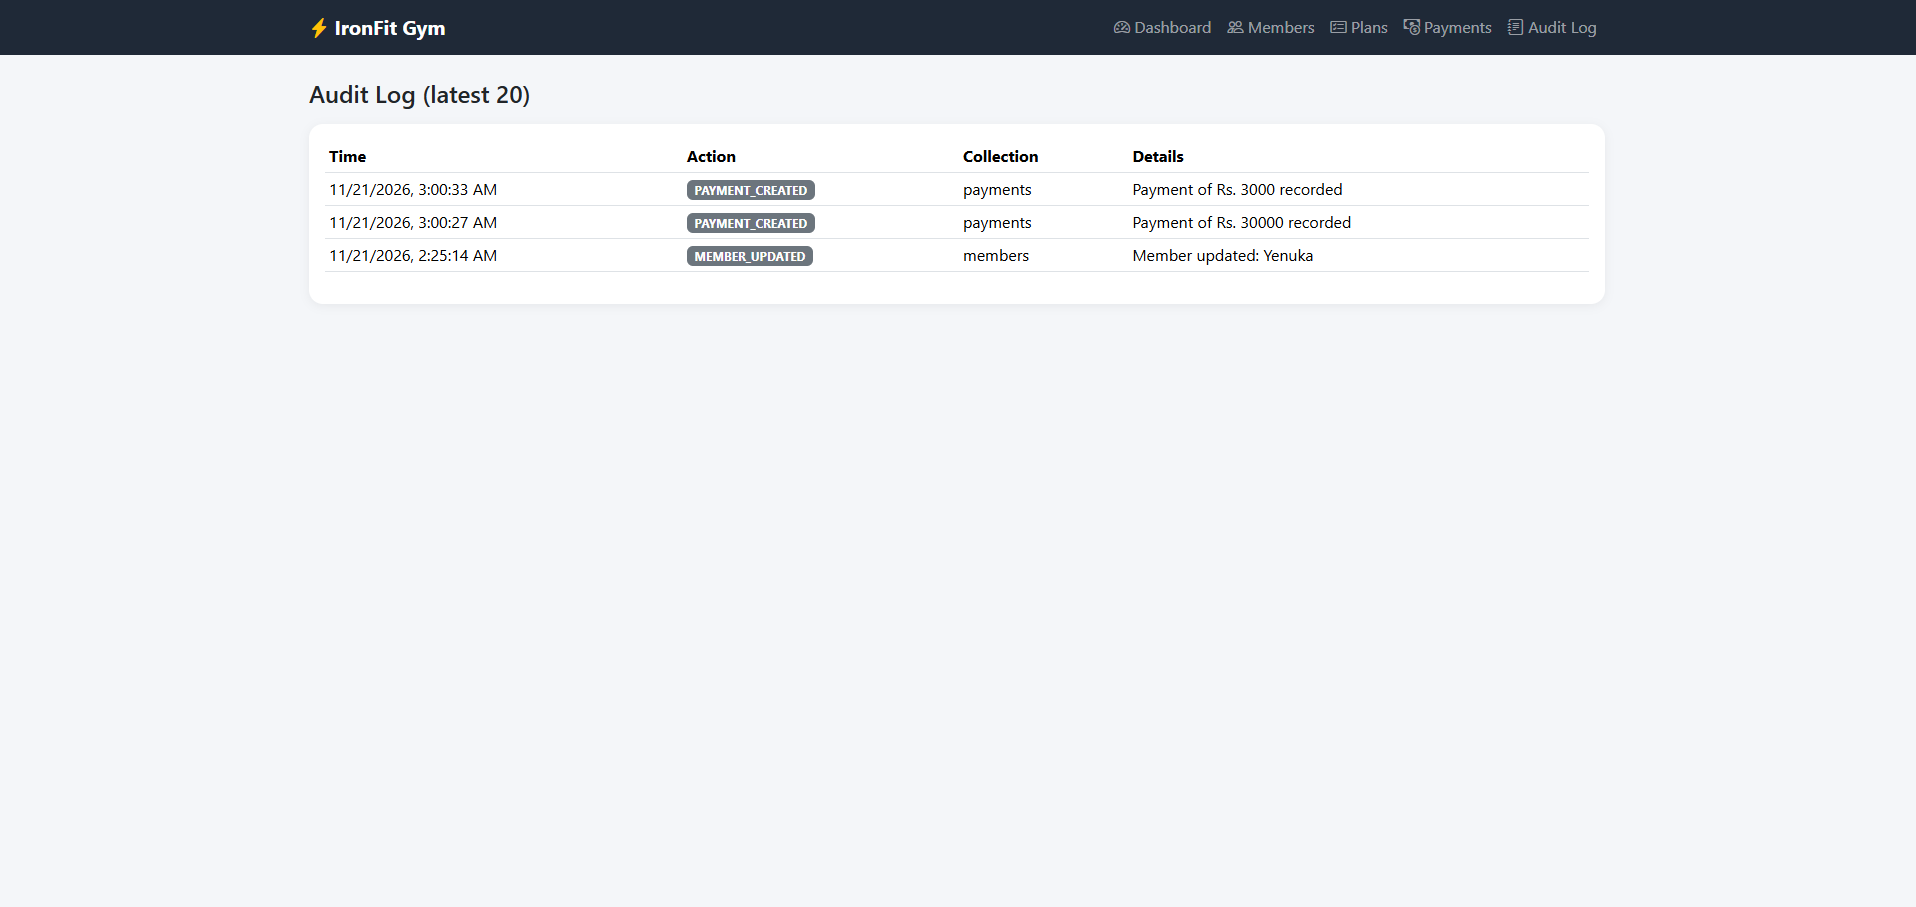 IronFit Gym Dashboard Members Plans Payments Audit Log
Audit Log (latest 20)
Time Action Collection Details
11/21/2026, 3:00:33 AM PAYMENT_CREATED payments Payment of Rs. 3000 recorded
11/21/2026, 3:00:27 AM PAYMENT_CREATED payments Payment of Rs. 30000 recorded
11/21/2026, 2:25:14 AM MEMBER_UPDATED members Member updated: Yenuka